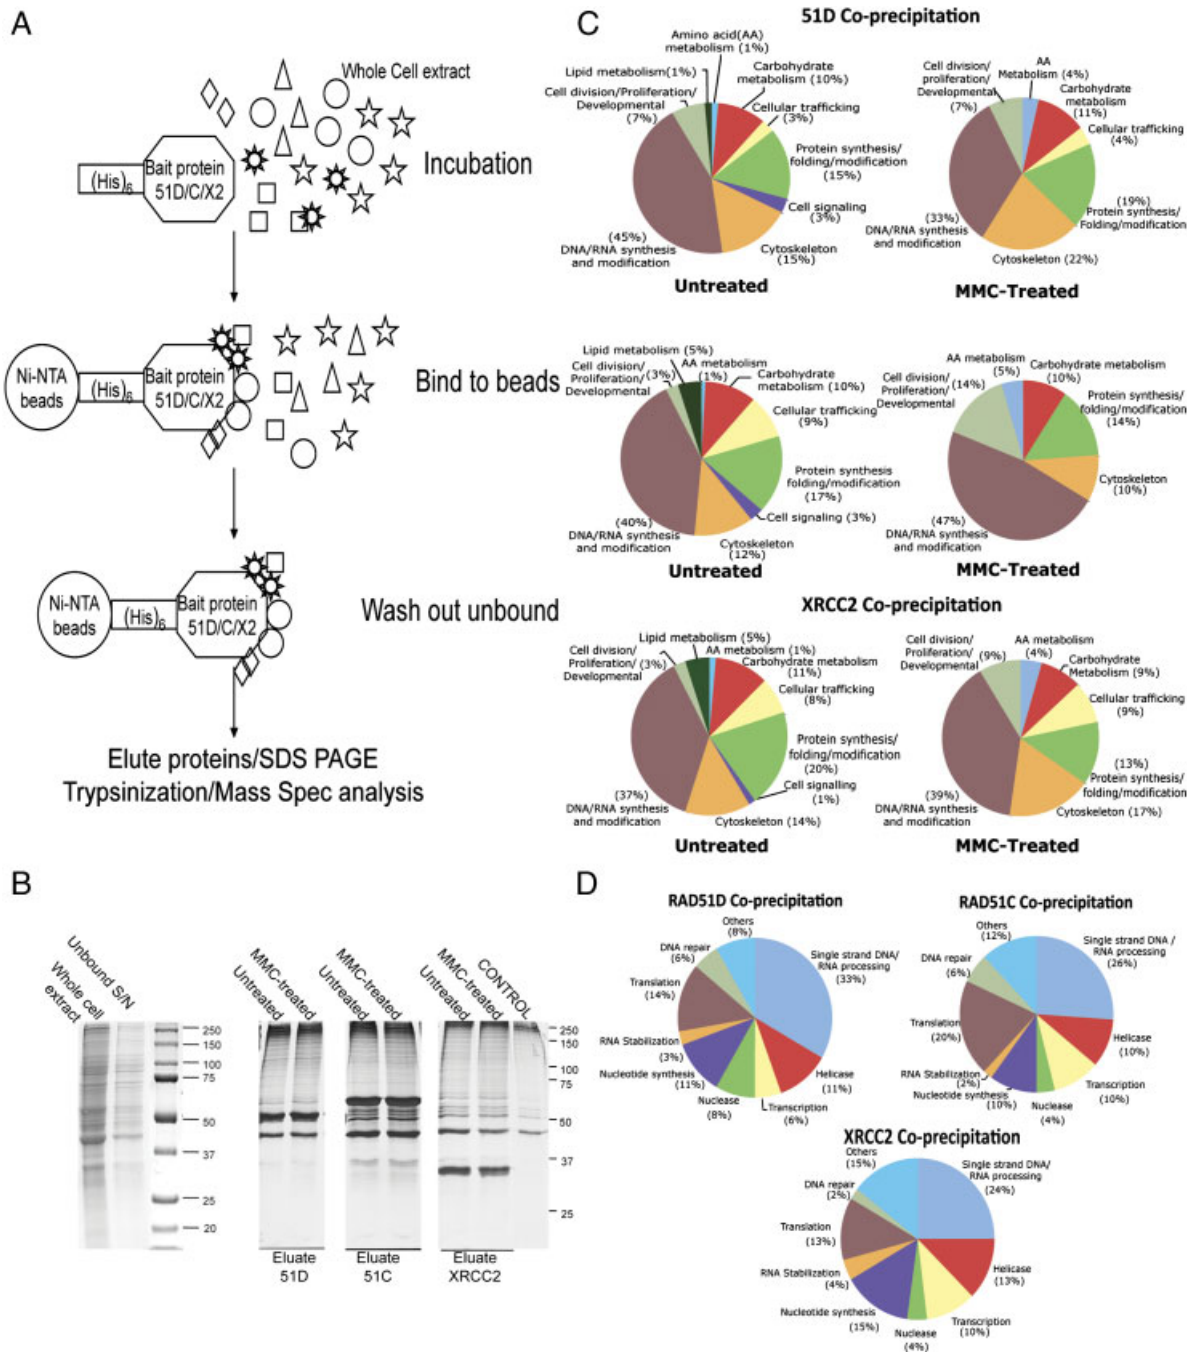 A
Whole Cell extract
(His)6
Bait protein
51D/C/X2
Incubation
Ni-NTA
beads
(His)6
Bait protein
51D/C/X2
Bind to beads
Ni-NTA
beads
(His)6
Bait protein
51D/C/X2
Wash out unbound
Elute proteins/SDS PAGE
Trypsinization/Mass Spec analysis
B
Whole cell
extract
Unbound S/N
250
150
100
75
50
37
25
20
Untreated
MMC-treated
Untreated
MMC-treated
Untreated
MMC-treated
CONTROL
250
150
100
75
50
37
25
Eluate
51D
Eluate
51C
Eluate
XRCC2
C
51D Co-precipitation
Amino acid(AA)
metabolism (1%)
Lipid metabolism(1%)
Carbohydrate
metabolism (10%)
Cell division/Proliferation/
Developmental
(7%)
Cellular trafficking
(3%)
Protein synthesis/
folding/modification
(15%)
Cell signaling
(3%)
Cytoskeleton
(15%)
(45%)
DNA/RNA synthesis
and modification
Untreated
Cell division/
proliferation/
Developmental
(7%)
AA
Metabolism (4%)
Carbohydrate
metabolism
(11%)
Cellular trafficking
(4%)
(19%)
Protein synthesis/
Folding/modification
Cytoskeleton (22%)
(33%)
DNA/RNA synthesis
and modification
MMC-Treated
Lipid metabolism (5%)
AA metabolism
(1%)
Cell division/
Proliferation/
Developmental
(3%)
Carbohydrate
metabolism (10%)
Cellular trafficking
(9%)
Protein synthesis
folding/modification
(17%)
Cell signaling (3%)
Cytoskeleton
(12%)
(40%)
DNA/RNA synthesis
and modification
Untreated
AA metabolism
(5%)
Carbohydrate metabolism
(10%)
Cell division/
Proliferation/
Developmental
(14%)
Protein synthesis/
folding/modification
(14%)
Cytoskeleton
(10%)
(47%)
DNA/RNA synthesis
and modification
MMC-Treated
XRCC2 Co-precipitation
Lipid metabolism (5%)
AA metabolism (1%)
Cell division/
Proliferation/
Developmental
(3%)
Carbohydrate metabolism
(11%)
Cellular trafficking
(8%)
Protein synthesis/
folding/modification
(20%)
Cell signalling
(1%)
Cytoskeleton (14%)
(37%)
DNA/RNA synthesis
and modification
Untreated
Cell division/
Proliferation/
Developmental
(9%)
AA metabolism
(4%)
Carbohydrate
Metabolism (9%)
Cellular trafficking
(9%)
(13%)
Protein synthesis/
folding/modification
Cytoskeleton (17%)
(39%)
DNA/RNA synthesis
and modification
MMC-Treated
D
RAD51D Co-precipitation
Others
(8%)
DNA repair
(6%)
Single strand DNA/
RNA processing
(33%)
Translation
(14%)
RNA Stabilization
(3%)
Nucleotide synthesis
(11%)
Nuclease
(8%)
Transcription
(6%)
Helicase
(11%)
RAD51C Co-precipitation
Others
(12%)
DNA repair
(6%)
Single strand DNA /
RNA processing
(26%)
Translation
(20%)
RNA Stabilization
(2%)
Nucleotide synthesis
(10%)
Nuclease
(4%)
Transcription
(10%)
Helicase
(10%)
XRCC2 Co-precipitation
Others
(15%)
DNA repair
(2%)
Single strand DNA/
RNA processing
(24%)
Translation
(13%)
RNA Stabilization
(4%)
Nucleotide synthesis
(15%)
Nuclease
(4%)
Transcription
(10%)
Helicase
(13%)